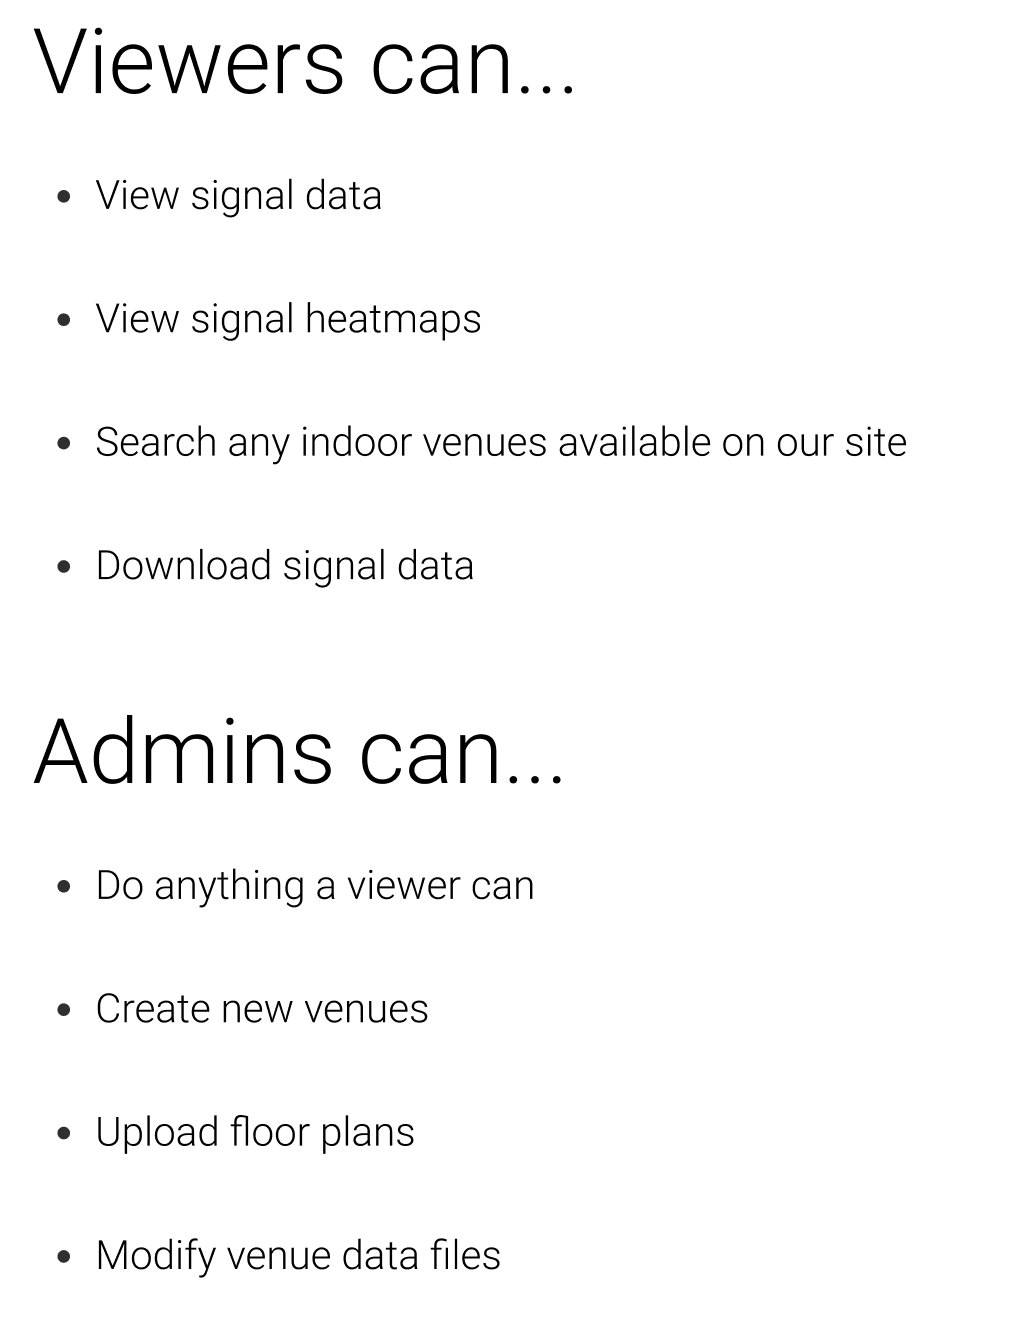 Viewers can...
• View signal data
• View signal heatmaps
• Search any indoor venues available on our site
• Download signal data
Admins can...
• Do anything a viewer can
• Create new venues
• Upload floor plans
• Modify venue data files